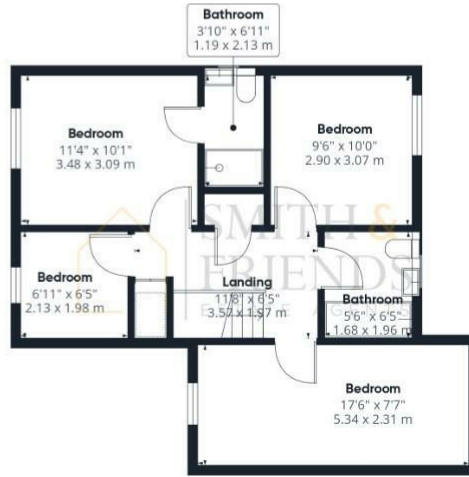 Bathroom
3'10" x 6'11"
1.19 x 2.13 m
Bedroom
11'4" x 10'1"
3.48 x 3.09 m
Bedroom
9'6" x 10'0"
2.90 x 3.07 m
SMITH &
FRIENDS
Bedroom
6'11" x 6'5"
2.13 x 1.98 m
Landing
11'8" x 6'5"
3.57 x 1.97 m
Bathroom
5'6" x 6'5"
1.68 x 1.96 m
Bedroom
17'6" x 7'7"
5.34 x 2.31 m